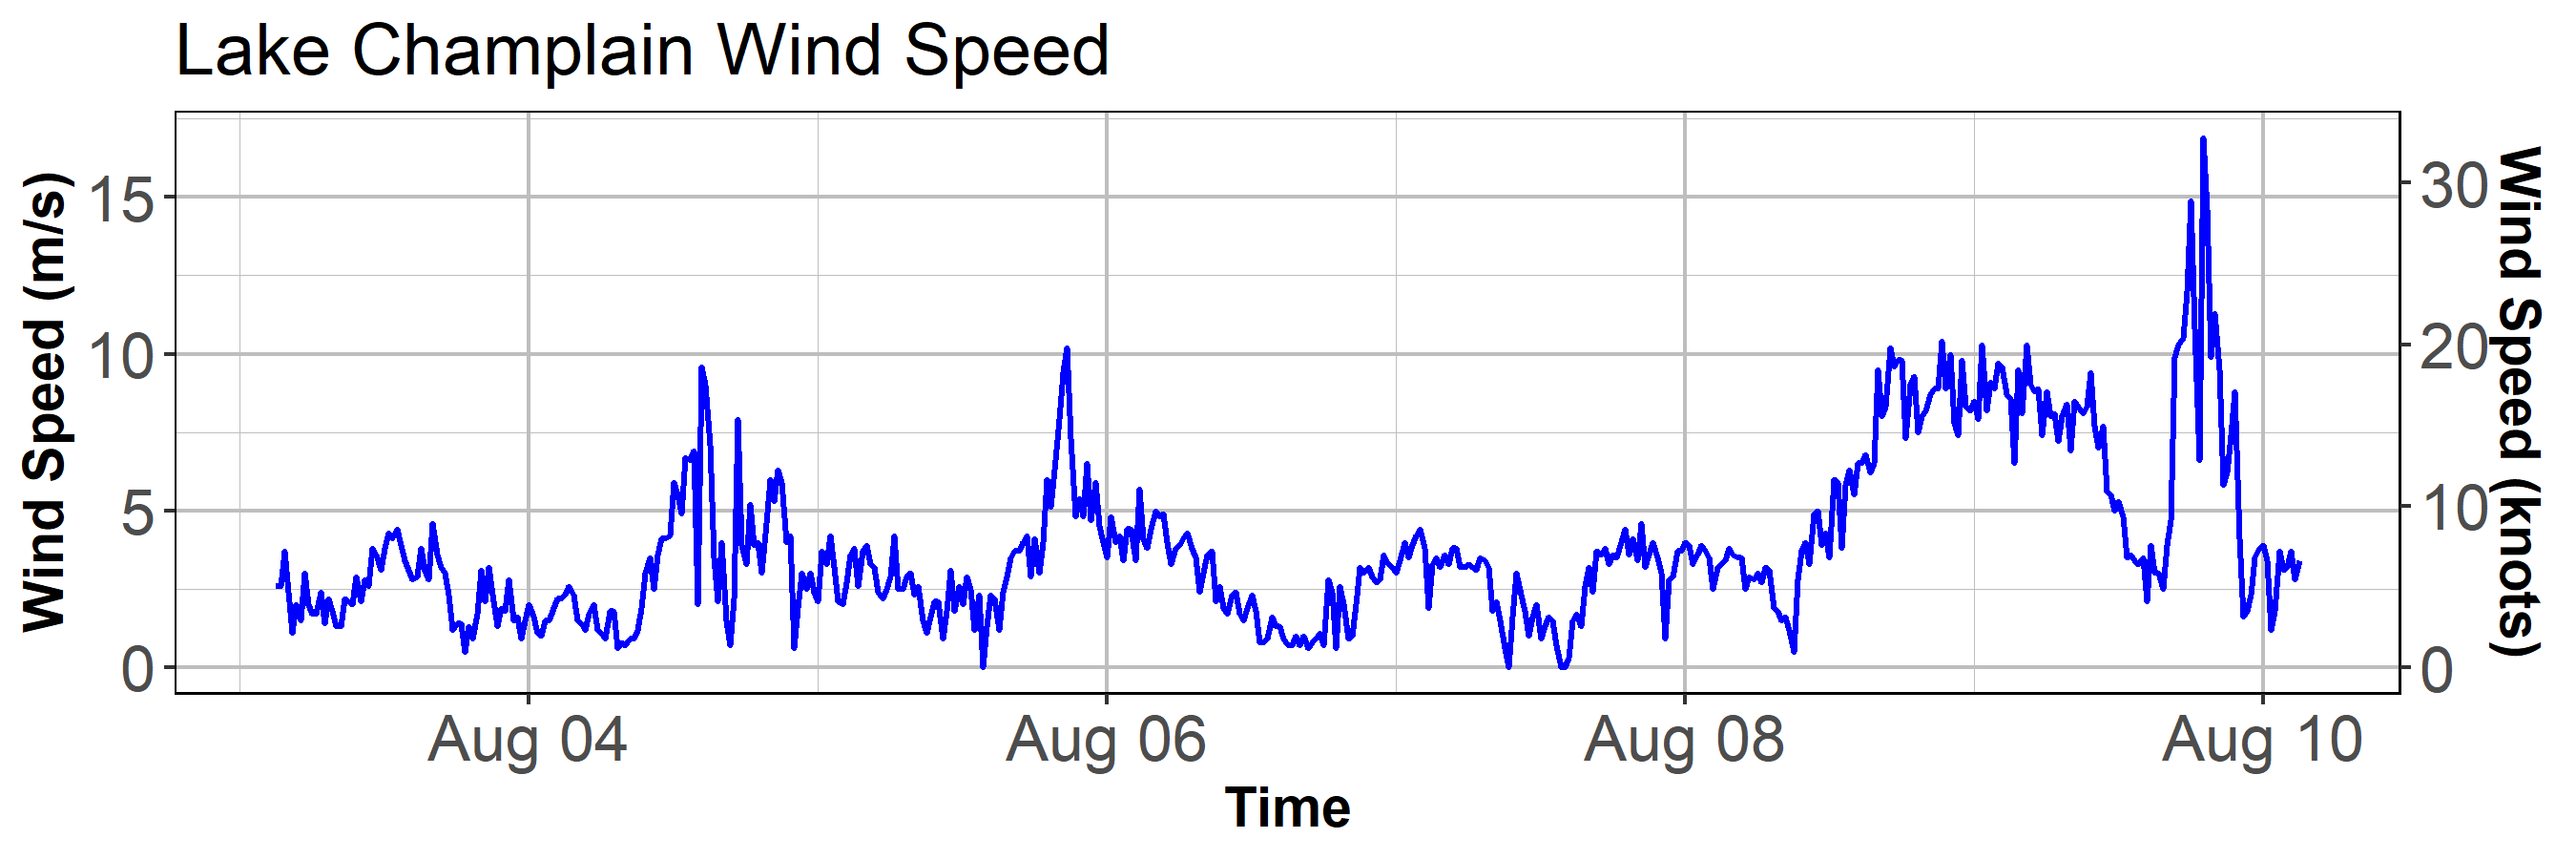 Lake Champlain Wind Speed
Wind Speed (m/s)
15
10
5
0
30
20
10
0
Wind Speed (knots)
Aug 04
Aug 06
Aug 08
Aug 10
Time